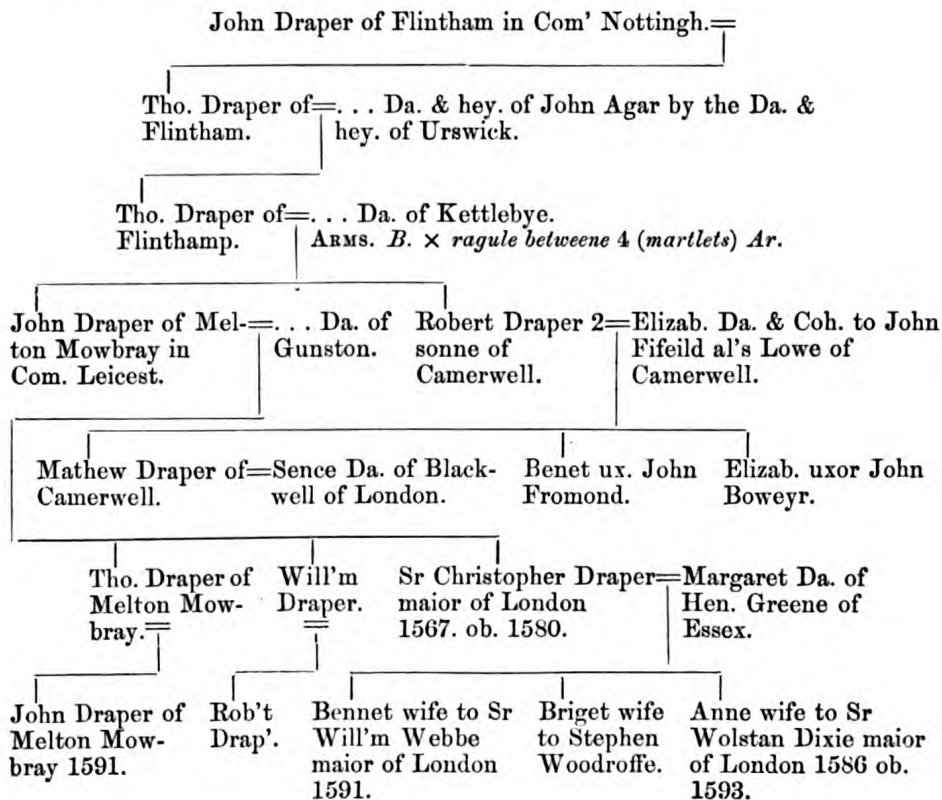 John Draper of Flintham in Com' Nottingh.=
Tho. Draper of=. . . Da. & hey. of John Agar by the Da. &
Flintham. hey. of Urswick.
Tho. Draper of=. . . Da. of Kettlebye.
Flinthamp. ARMS. B. × ragule betweene 4 (martlets) Ar.
John Draper of Mel-=. . . Da. of
ton Mowbray in Gunston.
Com. Leicest.
Robert Draper 2=Elizab. Da. & Coh. to John
sonne of Fifeild al's Lowe of
Camerwell. Camerwell.
Mathew Draper of=Sence Da. of Black-
Camerwell. well of London.
Benet ux. John
Fromond.
Elizab. uxor John
Boweyr.
Tho. Draper of
Melton Mow-
bray.=
Will'm
Draper.
=
Sr Christopher Draper=Margaret Da. of
maior of London Hen. Greene of
1567. ob. 1580. Essex.
John Draper of
Melton Mow-
bray 1591.
Rob't
Drap'.
Bennet wife to Sr
Will'm Webbe
maior of London
1591.
Briget wife
to Stephen
Woodroffe.
Anne wife to Sr
Wolstan Dixie maior
of London 1586 ob.
1593.